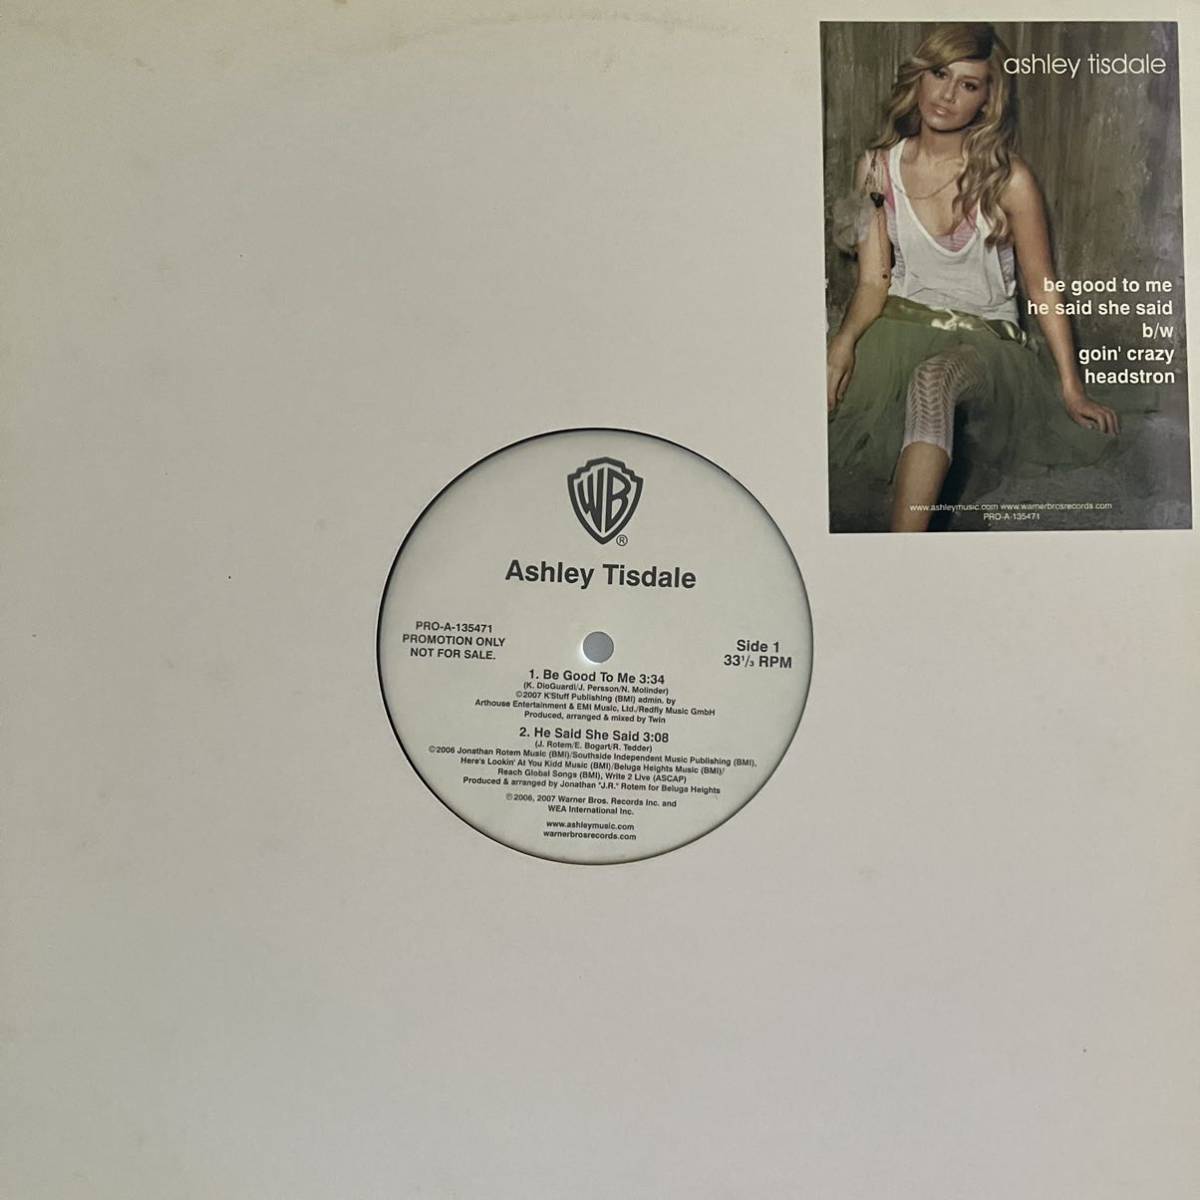 ashley tisdale
be good to me
he said she said
b/w
goin' crazy
headstron
www.ashleymusic.com www.warnerbrosrecords.com
PRO-A-135471
WB
®
Ashley Tisdale
PRO-A-135471
PROMOTION ONLY
NOT FOR SALE.
Side 1
33 1/3 RPM
1. Be Good To Me 3:34
(K. DioGuardi/J. Persson/N. Molinder)
©2007 K'Stuff Publishing (BMI) admin. by
Arthouse Entertainment & EMI Music, Ltd./Redfly Music GmbH
Produced, arranged & mixed by Twin
2. He Said She Said 3:08
(J. Rotem/E. Bogart/R. Tedder)
©2006 Jonathan Rotem Music (BMI)/Southside Independent Music Publishing (BMI),
Here's Lookin' At You Kidd Music (BMI)/Beluga Heights Music (BMI)/
Reach Global Songs (BMI), Write 2 Live (ASCAP)
Produced & arranged by Jonathan "J.R." Rotem for Beluga Heights
℗2006, 2007 Warner Bros. Records Inc. and
WEA International Inc.
www.ashleymusic.com
warnerbrosrecords.com